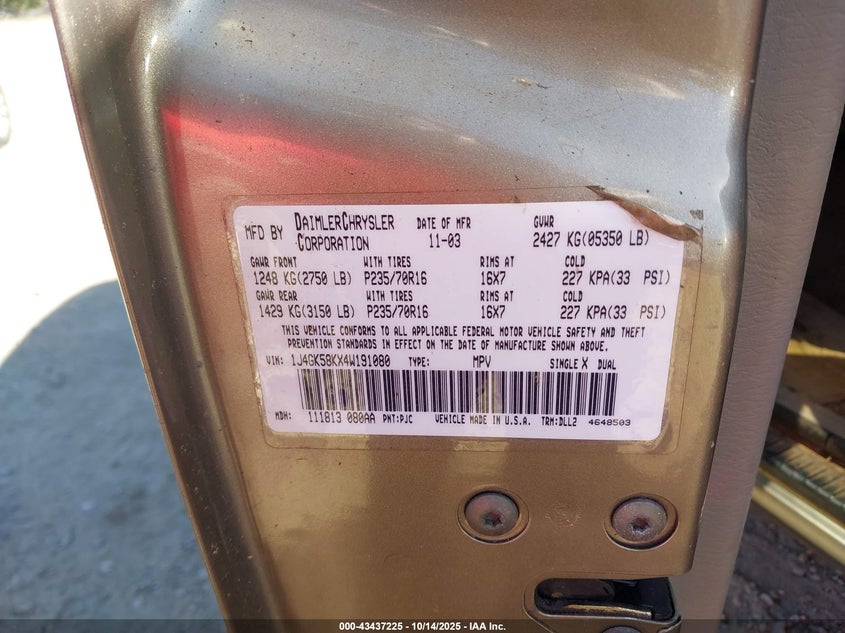 MFD BY DAIMLERCHRYSLER CORPORATION DATE OF MFR 11-03 GVWR 2427 KG(05350 LB)
GAWR FRONT WITH TIRES RIMS AT COLD
1248 KG(2750 LB) P235/70R16 16X7 227 KPA(33 PSI)
GAWR REAR WITH TIRES RIMS AT COLD
1429 KG(3150 LB) P235/70R16 16X7 227 KPA(33 PSI)
THIS VEHICLE CONFORMS TO ALL APPLICABLE FEDERAL MOTOR VEHICLE SAFETY AND THEFT
PREVENTION STANDARDS IN EFFECT ON THE DATE OF MANUFACTURE SHOWN ABOVE.
VIN: 1J4GK58KX4W191080 TYPE: MPV SINGLE X DUAL
MDH: 111813 080AA PNT:PJC VEHICLE MADE IN U.S.A. TRM:DLL2 4648503
000-43437225 - 10/14/2025 - IAA Inc.